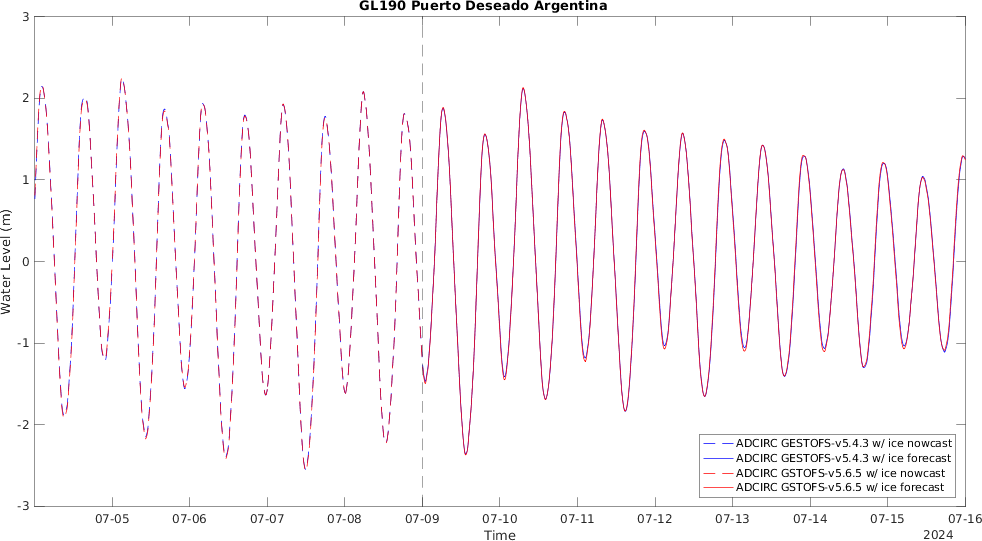 GL190 Puerto Deseado Argentina
3
2
1
0
-1
-2
-3
Water Level (m)
07-05 07-06 07-07 07-08 07-09 07-10 07-11 07-12 07-13 07-14 07-15 07-16
Time
2024
ADCIRC GESTOFS-v5.4.3 w/ ice nowcast
ADCIRC GESTOFS-v5.4.3 w/ ice forecast
ADCIRC GSTOFS-v5.6.5 w/ ice nowcast
ADCIRC GSTOFS-v5.6.5 w/ ice forecast